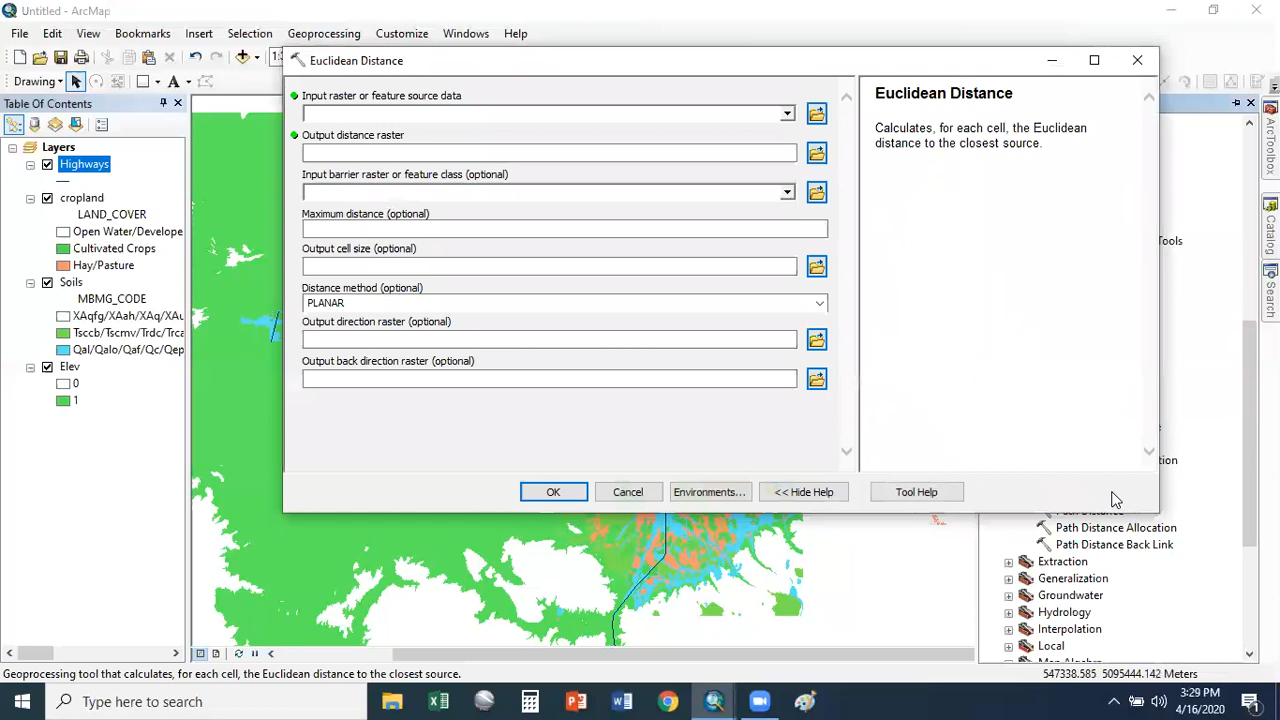 Untitled - ArcMap
File Edit View Bookmarks Insert Selection Geoprocessing Customize Windows Help
Drawing
Table Of Contents
Layers
Highways
cropland
LAND_COVER
Open Water/Develope
Cultivated Crops
Hay/Pasture
Soils
MBMG_CODE
XAqfg/XAah/XAq/XAu
Tsccb/Tscmv/Trdc/Trca
Qal/Qalo/Qaf/Qc/Qep
Elev
0
1
Euclidean Distance
Input raster or feature source data
Output distance raster
Input barrier raster or feature class (optional)
Maximum distance (optional)
Output cell size (optional)
Distance method (optional)
PLANAR
Output direction raster (optional)
Output back direction raster (optional)
OK Cancel Environments... << Hide Help Tool Help
Euclidean Distance
Calculates, for each cell, the Euclidean
distance to the closest source.
ArcToolbox
Catalog
Search
Path Distance Allocation
Path Distance Back Link
Extraction
Generalization
Groundwater
Hydrology
Interpolation
Local
Geoprocessing tool that calculates, for each cell, the Euclidean distance to the closest source.
547338.585 5095444.142 Meters
Type here to search
3:29 PM
4/16/2020